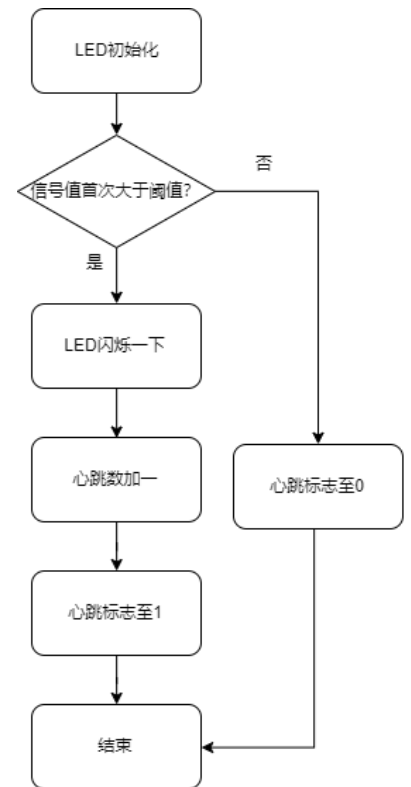 LED初始化
信号值首次大于阈值?
否
是
LED闪烁一下
心跳数加一
心跳标志至0
心跳标志至1
结束